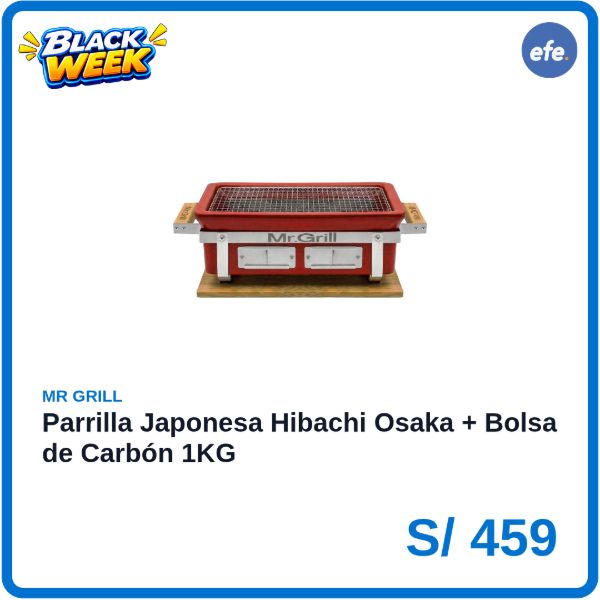 BLACK
WEEK
efe.
Mr.Grill
MR GRILL
Parrilla Japonesa Hibachi Osaka + Bolsa
de Carbón 1KG
S/ 459